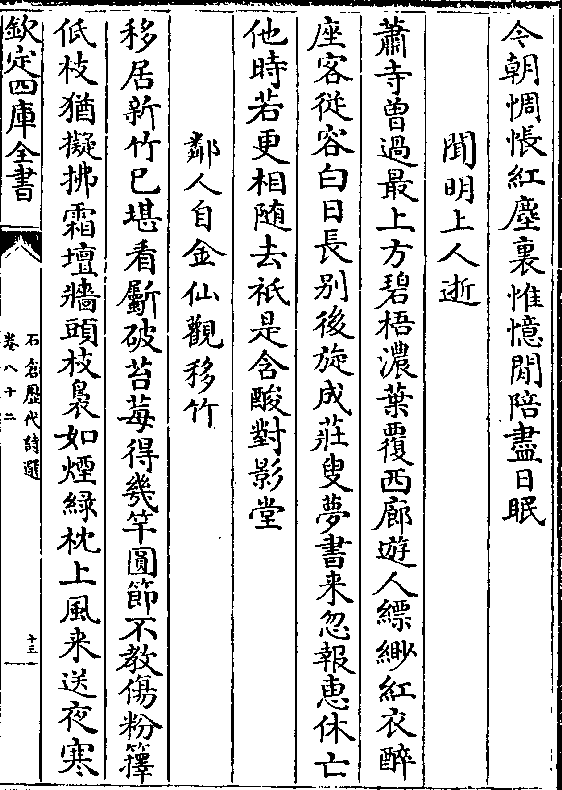 今朝惆悵紅塵裏惟憶閒陪盡日眠
聞明上人逝
蕭寺曾過最上方碧梧濃葉覆西廊遊人縹緲紅衣醉
座客從容白日長别後旋成莊叟夢書来忽報惠休亡
他時若更相随去祇是含酸對影堂
鄰人自金仙觀移竹
移居新竹已堪看斸破苔莓得幾竿圓節不教傷粉籜
低枝猶擬拂霜壇牆頭枝裊如煙緑枕上風来送夜寒
欽定四庫全書
石倉歴代詩選
卷八十二
十三